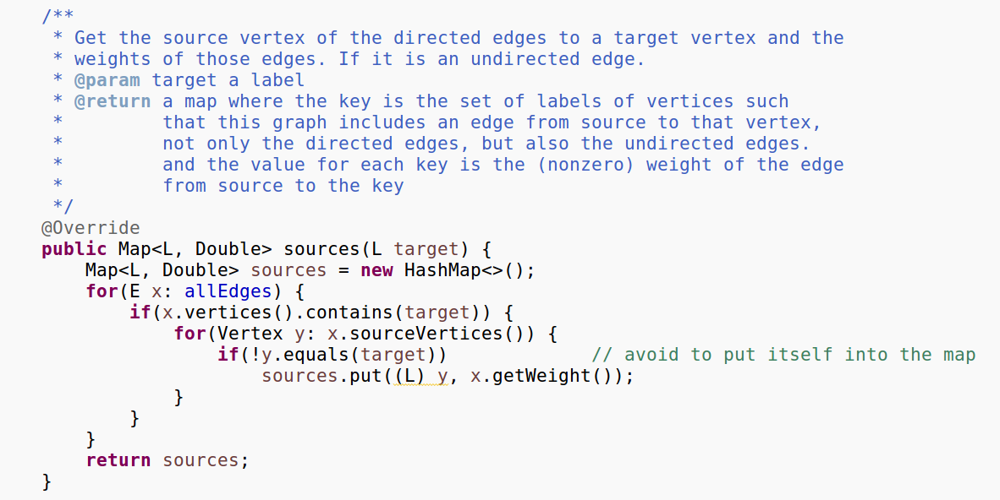 /**
 * Get the source vertex of the directed edges to a target vertex and the
 * weights of those edges. If it is an undirected edge.
 * @param target a label
 * @return a map where the key is the set of labels of vertices such
 *         that this graph includes an edge from source to that vertex,
 *         not only the directed edges, but also the undirected edges.
 *         and the value for each key is the (nonzero) weight of the edge
 *         from source to the key
 */
@Override
public Map<L, Double> sources(L target) {
    Map<L, Double> sources = new HashMap<>();
    for(E x: allEdges) {
        if(x.vertices().contains(target)) {
            for(Vertex y: x.sourceVertices()) {
                if(!y.equals(target))             // avoid to put itself into the map
                    sources.put((L) y, x.getWeight());
            }
        }
    }
    return sources;
}